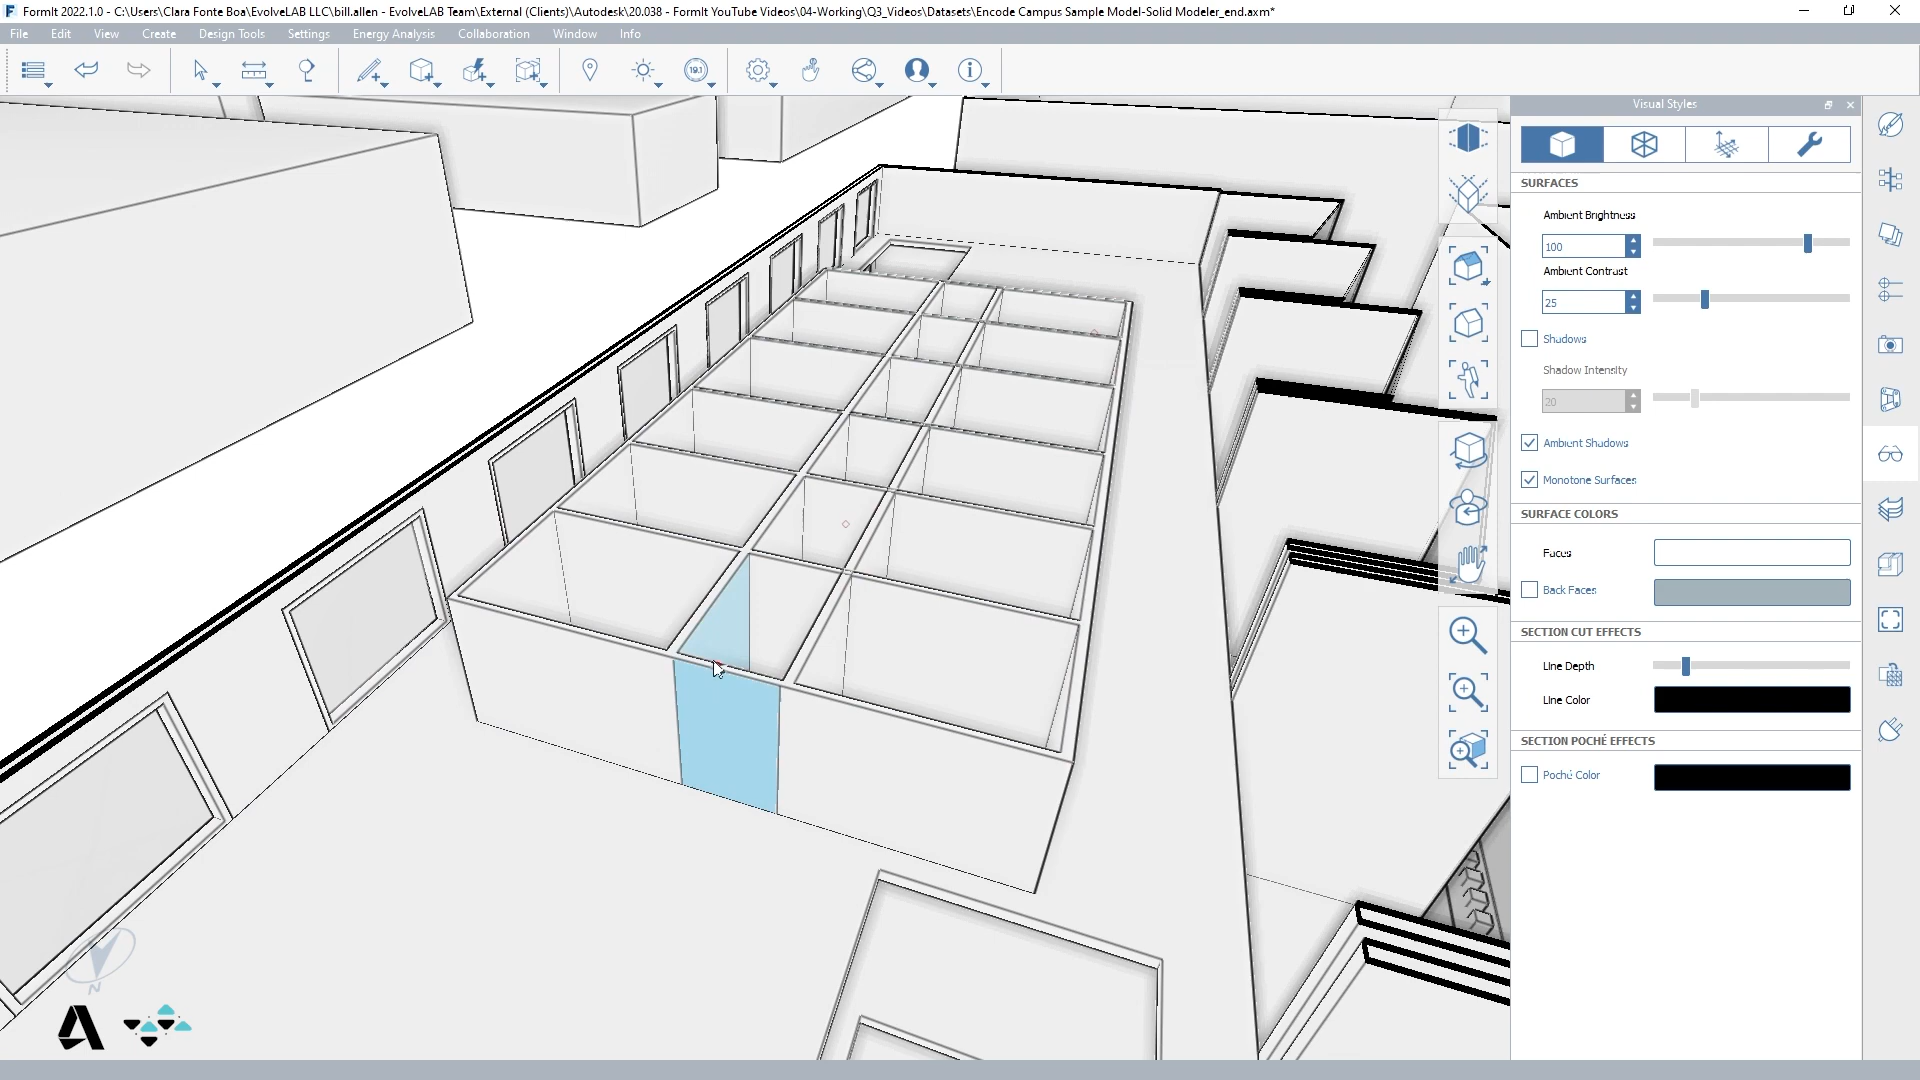 FormIt 2022.1.0 - C:\Users\Clara Fonte Boa\EvolveLAB LLC\bill.allen - EvolveLAB Team\External (Clients)\Autodesk\20.038 - FormIt YouTube Videos\04-Working\Q3_Videos\Datasets\Encode Campus Sample Model-Solid Modeler_end.axm*
File Edit View Create Design Tools Settings Energy Analysis Collaboration Window Info
19.1
Visual Styles
SURFACES
Ambient Brightness
100
Ambient Contrast
25
Shadows
Shadow Intensity
20
Ambient Shadows
Monotone Surfaces
SURFACE COLORS
Faces
Back Faces
SECTION CUT EFFECTS
Line Depth
Line Color
SECTION POCHÉ EFFECTS
Poché Color
N